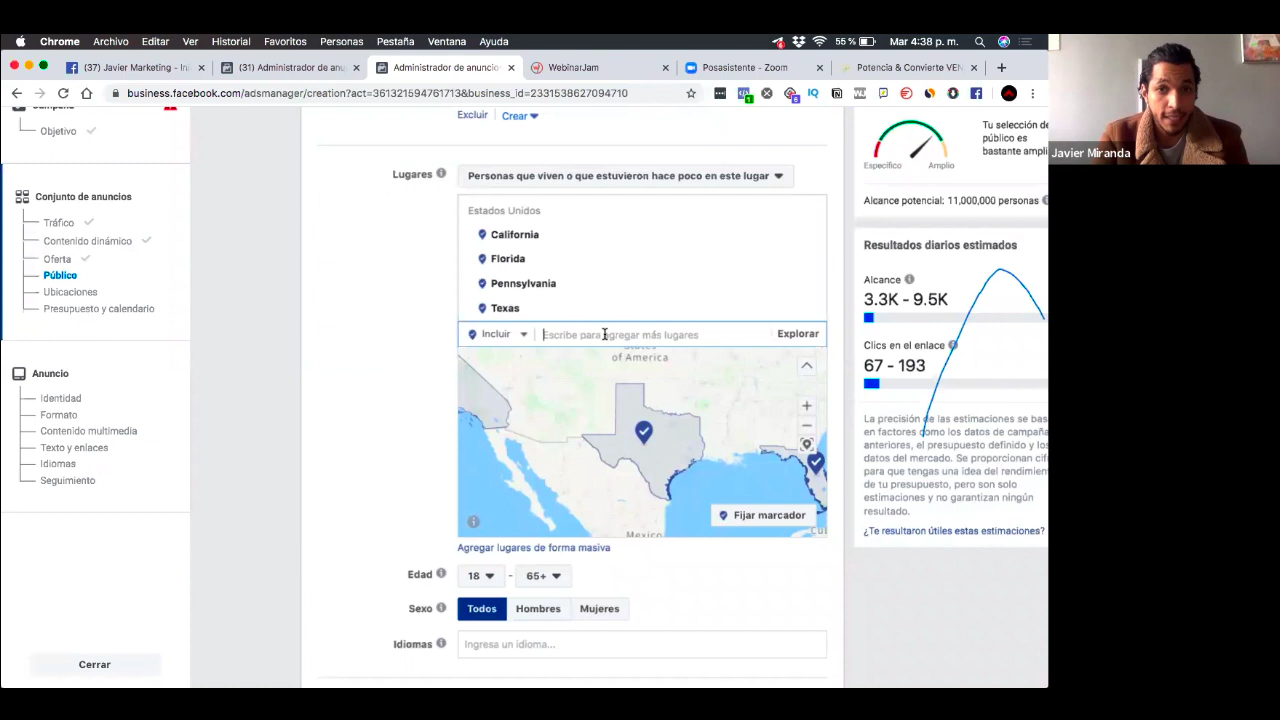 Chrome Archivo Editar Ver Historial Favoritos Personas Pestaña Ventana Ayuda 55 % Mar 4:38 p. m.
(37) Javier Marketing - Ini
(31) Administrador de anu
Administrador de anuncio
WebinarJam
Posasistente - Zoom
Potencia & Convierte VEN
business.facebook.com/adsmanager/creation?act=361321594761713&business_id=2331538627094710
Objetivo
Conjunto de anuncios
Tráfico
Contenido dinámico
Oferta
Público
Ubicaciones
Presupuesto y calendario
Anuncio
Identidad
Formato
Contenido multimedia
Texto y enlaces
Idiomas
Seguimiento
Cerrar
Excluir Crear
Lugares Personas que viven o que estuvieron hace poco en este lugar
Estados Unidos
California
Florida
Pennsylvania
Texas
Incluir Escribe para agregar más lugares Explorar
of America
Fijar marcador
Agregar lugares de forma masiva
Edad 18 - 65+
Sexo Todos Hombres Mujeres
Idiomas Ingresa un idioma...
Específico Amplio
Tu selección d
público es
bastante ampli
Alcance potencial: 11,000,000 personas
Resultados diarios estimados
Alcance
3.3K - 9.5K
Clics en el enlace
67 - 193
La precisión de las estimaciones se bas
en factores como los datos de campaña
anteriores, el presupuesto definido y los
datos del mercado. Se proporcionan cif
para que tengas una idea del rendimien
de tu presupuesto, pero son solo
estimaciones y no garantizan ningún
resultado.
¿Te resultaron útiles estas estimaciones?
Javier Miranda